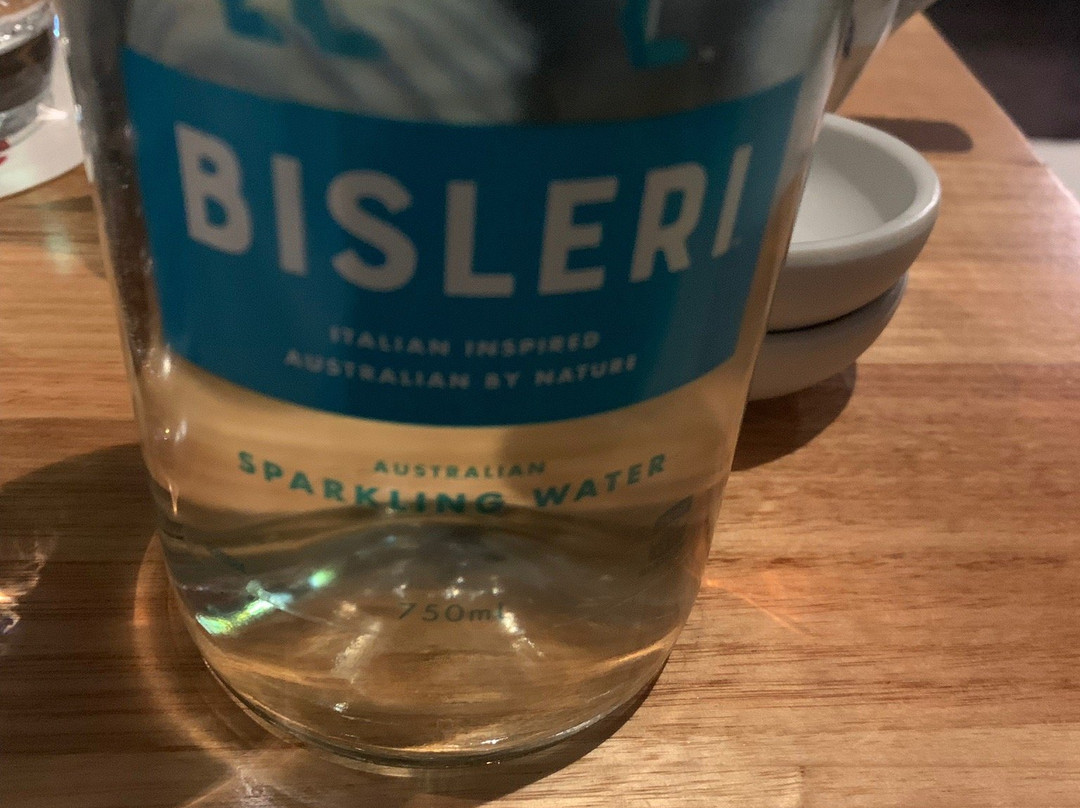 BISLERI
ITALIAN INSPIRED
AUSTRALIAN BY NATURE
AUSTRALIAN
SPARKLING WATER
750ml